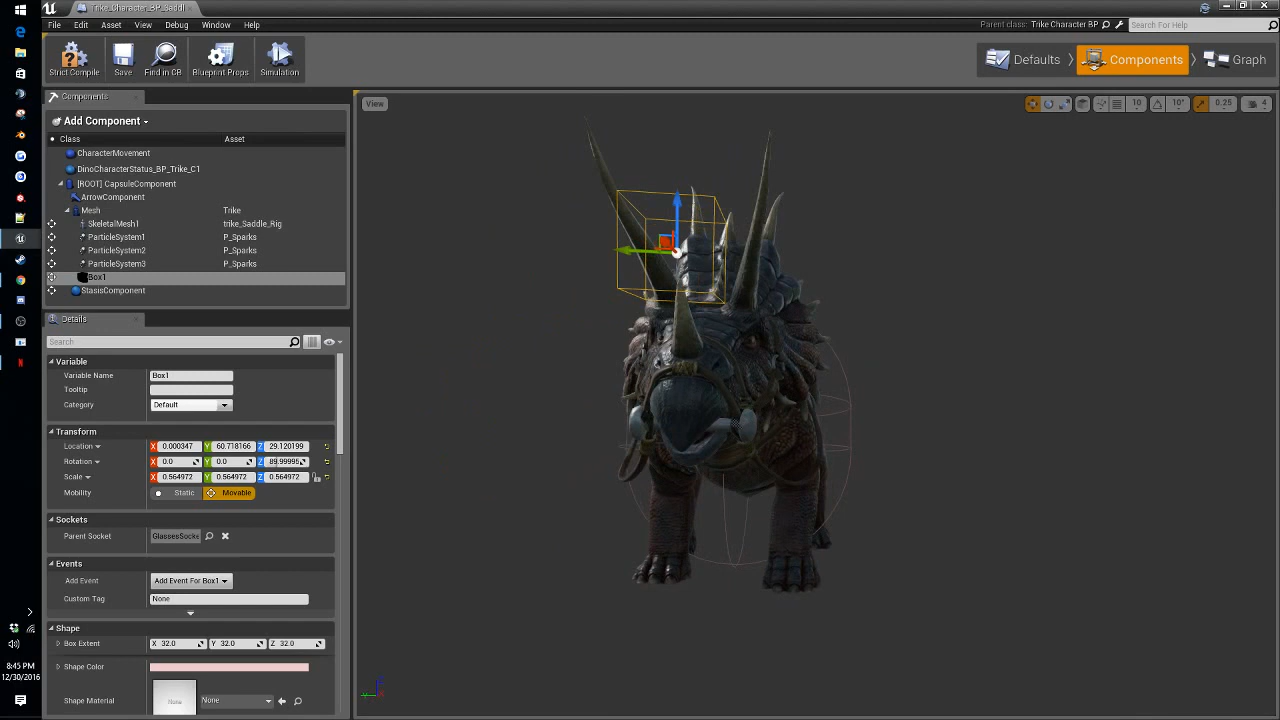 Trike_Character_BP_Saddl
File Edit Asset View Debug Window Help
Parent class: Trike Character BP
Search For Help
Strict Compile Save Find in CB Blueprint Props Simulation
Defaults Components Graph
Components
View
10 10° 0.25 4
Add Component
Class Asset
CharacterMovement
DinoCharacterStatus_BP_Trike_C1
[ROOT] CapsuleComponent
ArrowComponent
Mesh Trike
SkeletalMesh1 trike_Saddle_Rig
ParticleSystem1 P_Sparks
ParticleSystem2 P_Sparks
ParticleSystem3 P_Sparks
Box1
StasisComponent
Details
Search
Variable
Variable Name Box1
Tooltip
Category Default
Transform
Location X 0.000347 Y 60.718166 Z 29.120199
Rotation X 0.0 Y 0.0 Z 89.99995
Scale X 0.564972 Y 0.564972 Z 0.564972
Mobility Static Movable
Sockets
Parent Socket GlassesSocke
Events
Add Event Add Event For Box1
Custom Tag None
Shape
Box Extent X 32.0 Y 32.0 Z 32.0
Shape Color
Shape Material None None
8:45 PM
12/30/2016